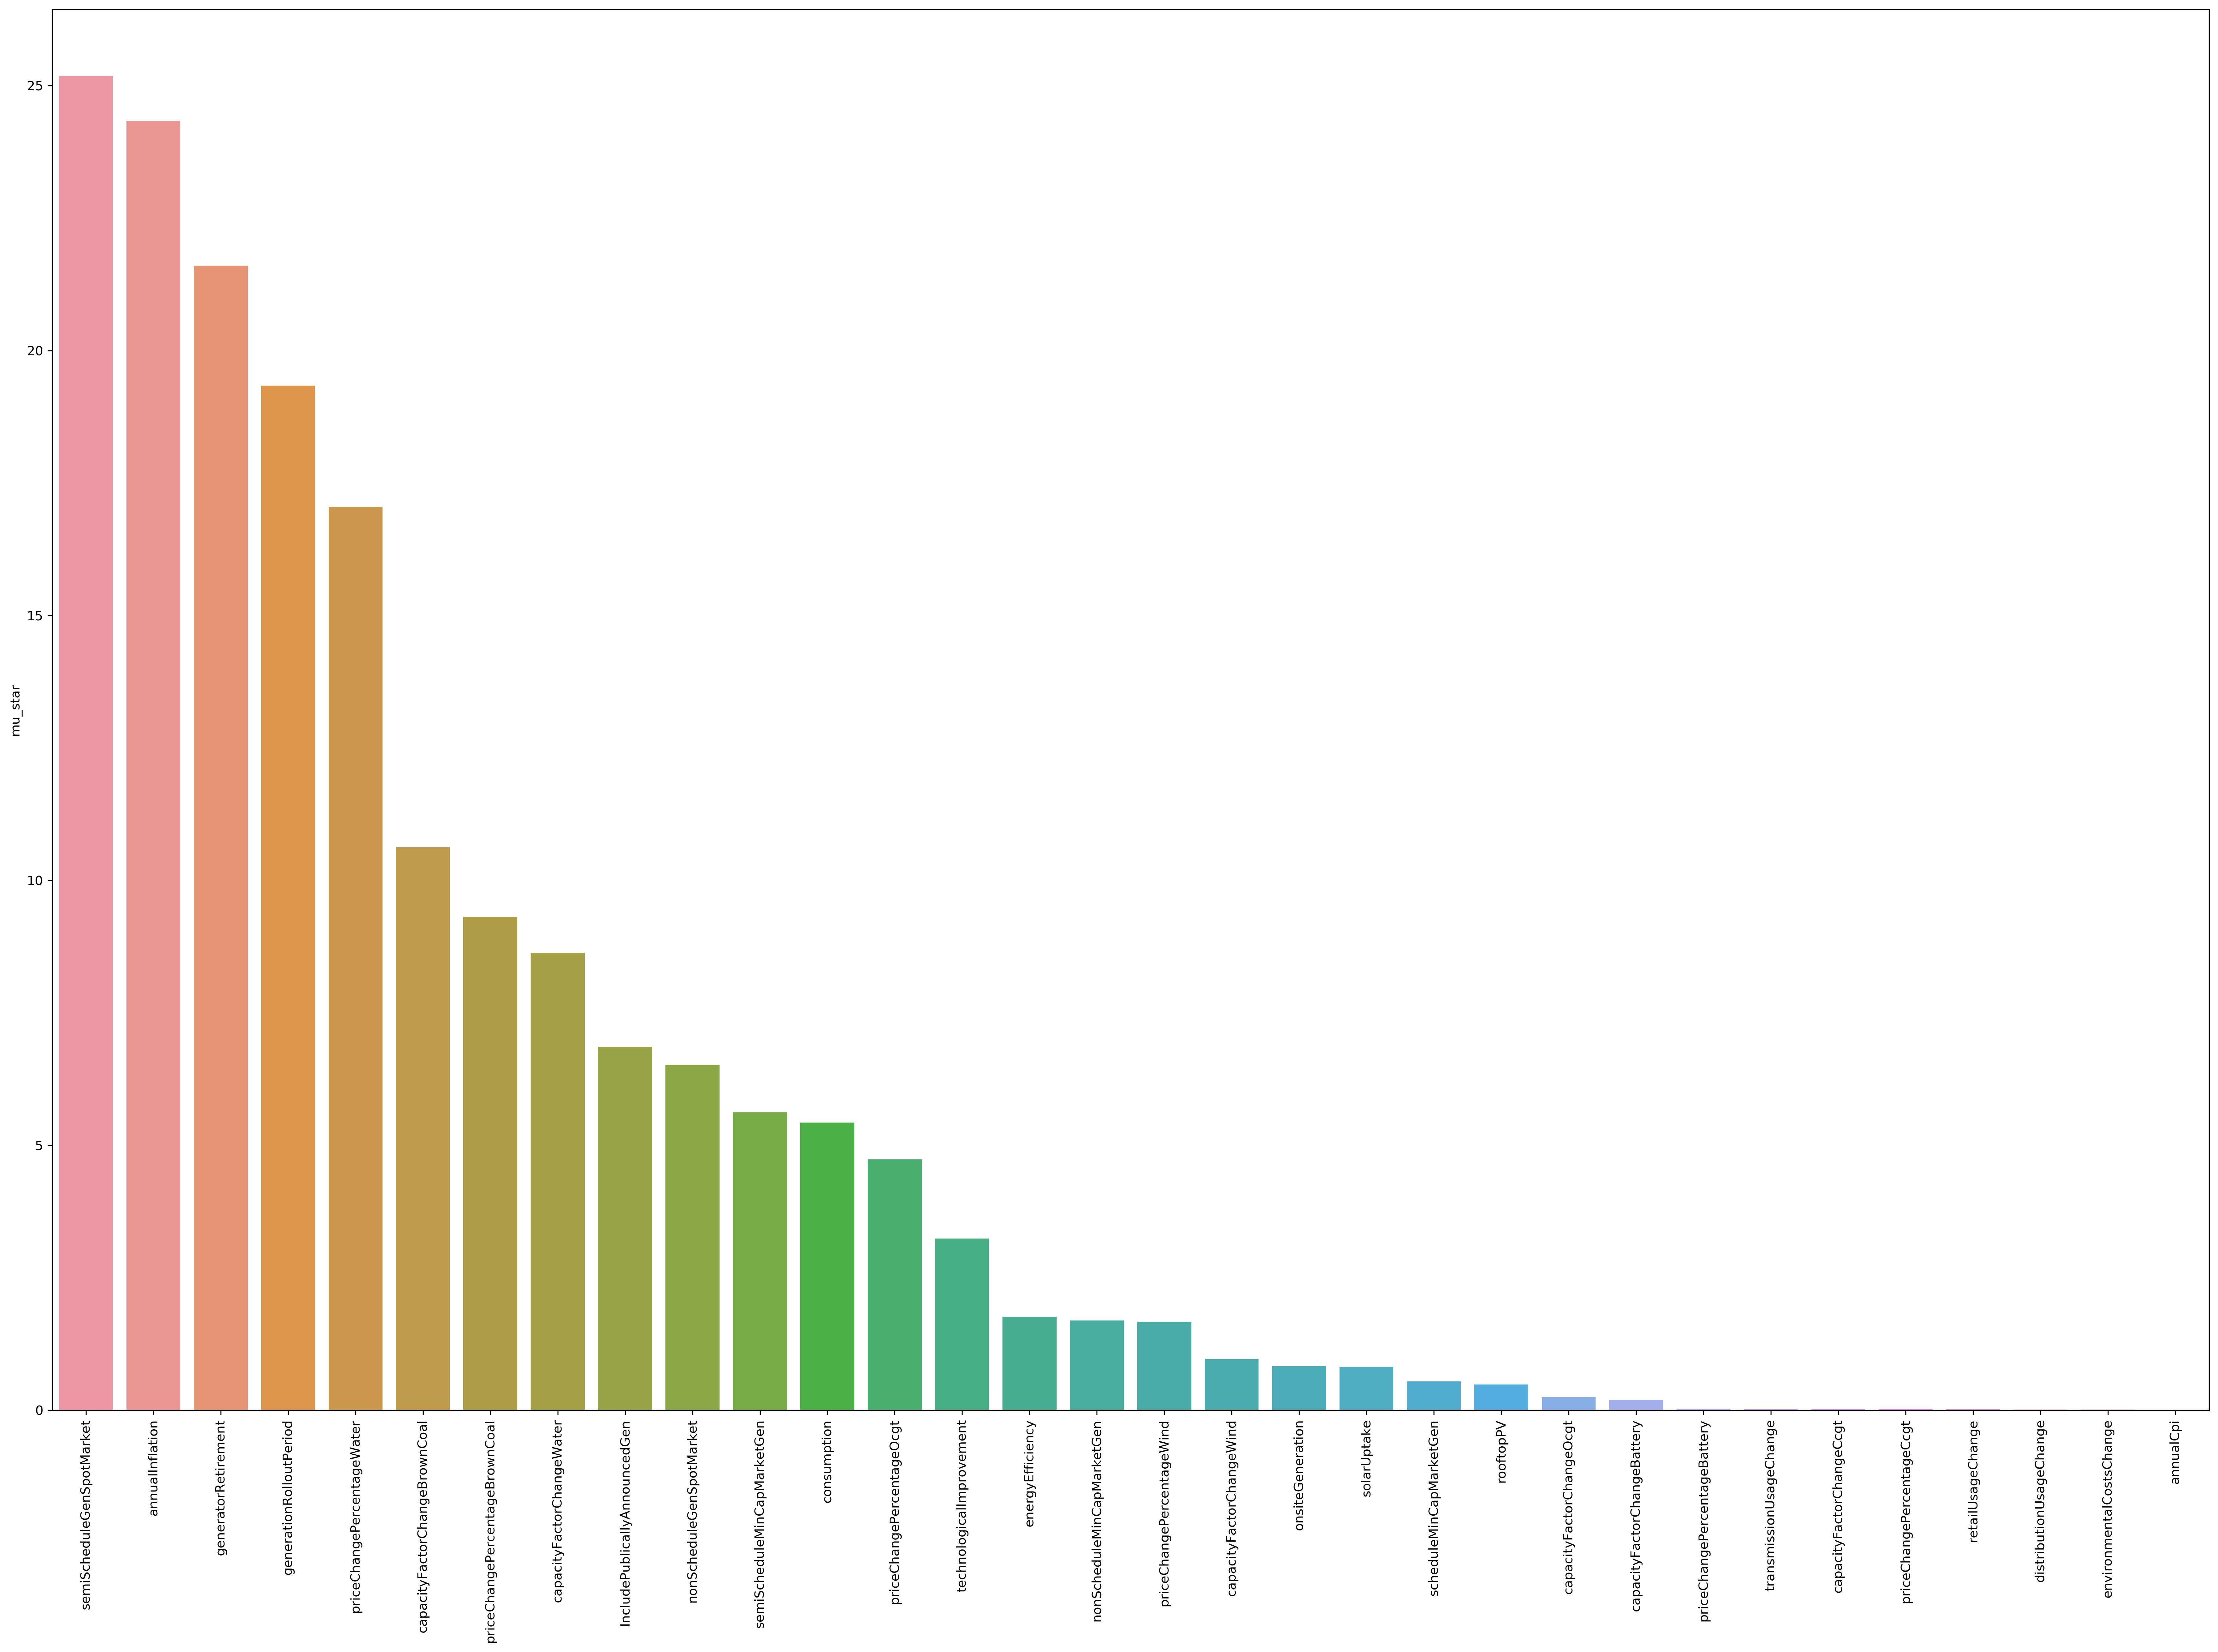 25
20
15
10
5
0
mu_star
semiScheduleGenSpotMarket
annualInflation
generatorRetirement
generationRolloutPeriod
priceChangePercentageWater
capacityFactorChangeBrownCoal
priceChangePercentageBrownCoal
capacityFactorChangeWater
IncludePublicallyAnnouncedGen
nonScheduleGenSpotMarket
semiScheduleMinCapMarketGen
consumption
priceChangePercentageOcgt
technologicalImprovement
energyEfficiency
nonScheduleMinCapMarketGen
priceChangePercentageWind
capacityFactorChangeWind
onsiteGeneration
solarUptake
scheduleMinCapMarketGen
rooftopPV
capacityFactorChangeOcgt
capacityFactorChangeBattery
priceChangePercentageBattery
transmissionUsageChange
capacityFactorChangeCcgt
priceChangePercentageCcgt
retailUsageChange
distributionUsageChange
environmentalCostsChange
annualCpi